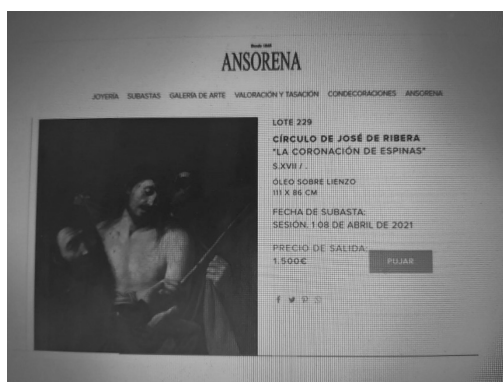 Desde 1845
ANSORENA
JOYERÍA SUBASTAS GALERÍA DE ARTE VALORACIÓN Y TASACIÓN CONDECORACIONES ANSORENA
LOTE 229
CÍRCULO DE JOSÉ DE RIBERA
"LA CORONACIÓN DE ESPINAS"
S.XVII / .
ÓLEO SOBRE LIENZO
111 X 86 CM
FECHA DE SUBASTA:
SESIÓN. 1 08 DE ABRIL DE 2021
PRECIO DE SALIDA:
1.500€
PUJAR